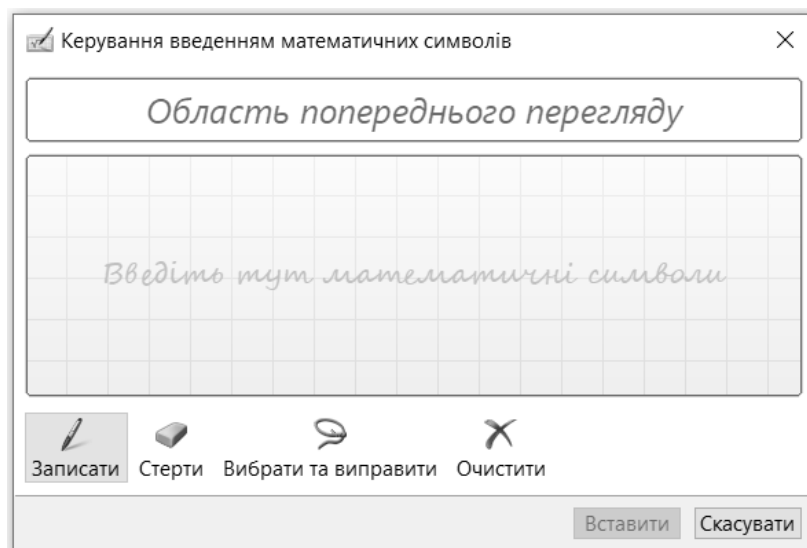 Керування введенням математичних символів
Область попереднього перегляду
Введіть тут математичні символи
Записати Стерти Вибрати та виправити Очистити
Вставити Скасувати